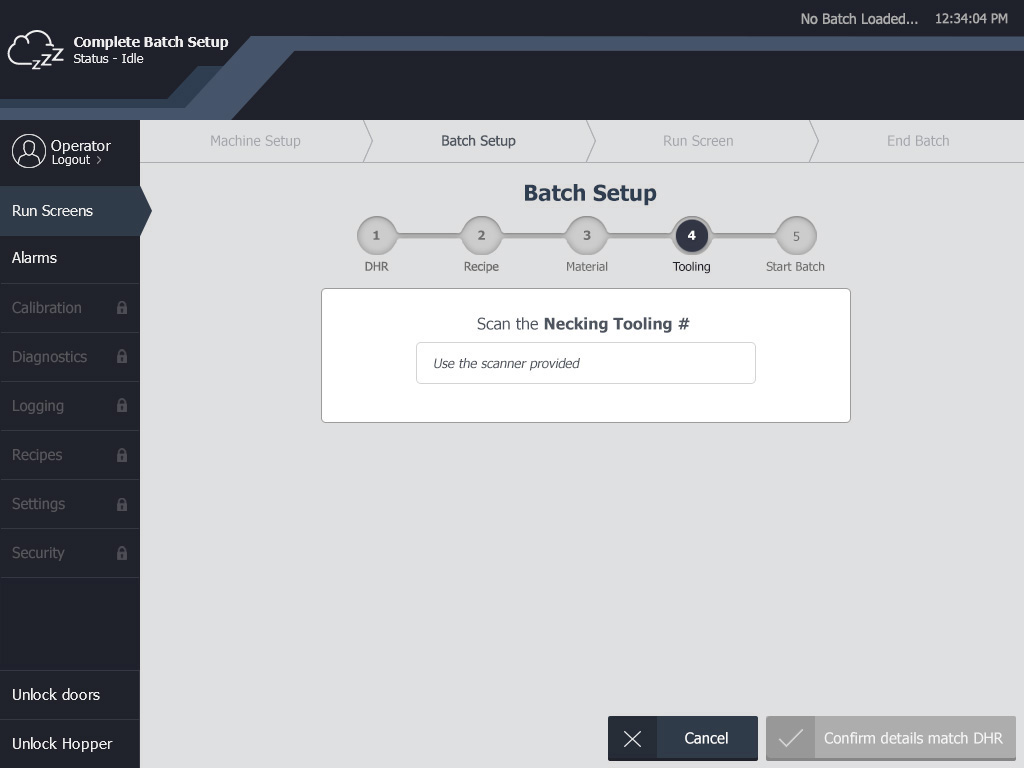 No Batch Loaded... 12:34:04 PM
Complete Batch Setup
Status - Idle
zzZ
Operator
Logout >
Machine Setup
Batch Setup
Run Screen
End Batch
Run Screens
Alarms
Calibration
Diagnostics
Logging
Recipes
Settings
Security
Unlock doors
Unlock Hopper
Batch Setup
1 2 3 4 5
DHR Recipe Material Tooling Start Batch
Scan the Necking Tooling #
Use the scanner provided
Cancel
Confirm details match DHR